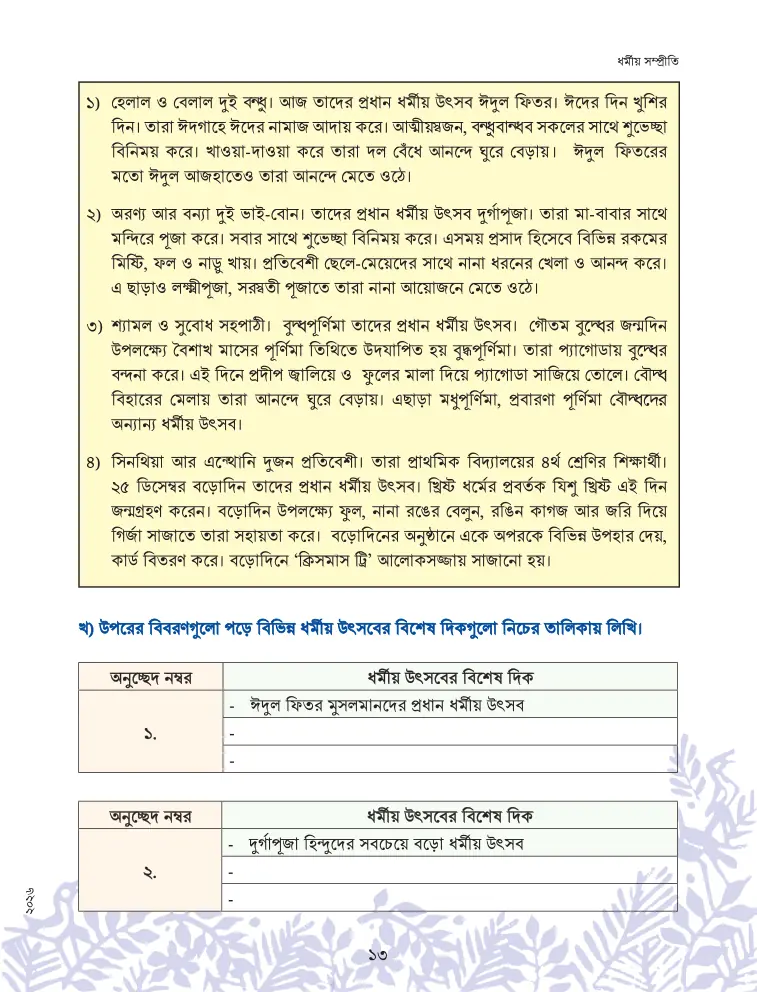 ধর্মীয় সম্প্রীতি
১) হেলাল ও বেলাল দুই বন্ধু। আজ তাদের প্রধান ধর্মীয় উৎসব ঈদুল ফিতর। ঈদের দিন খুশির
দিন। তারা ঈদগাহে ঈদের নামাজ আদায় করে। আত্মীয়স্বজন, বন্ধুবান্ধব সকলের সাথে শুভেচ্ছা
বিনিময় করে। খাওয়া-দাওয়া করে তারা দল বেঁধে আনন্দে ঘুরে বেড়ায়। ঈদুল ফিতরের
মতো ঈদুল আজহাতেও তারা আনন্দে মেতে ওঠে।
২) অরণ্য আর বন্যা দুই ভাই-বোন। তাদের প্রধান ধর্মীয় উৎসব দুর্গাপূজা। তারা মা-বাবার সাথে
মন্দিরে পূজা করে। সবার সাথে শুভেচ্ছা বিনিময় করে। এসময় প্রসাদ হিসেবে বিভিন্ন রকমের
মিষ্টি, ফল ও নাড়ু খায়। প্রতিবেশী ছেলে-মেয়েদের সাথে নানা ধরনের খেলা ও আনন্দ করে।
এ ছাড়াও লক্ষ্মীপূজা, সরস্বতী পূজাতে তারা নানা আয়োজনে মেতে ওঠে।
৩) শ্যামল ও সুবোধ সহপাঠী। বুদ্ধপূর্ণিমা তাদের প্রধান ধর্মীয় উৎসব। গৌতম বুদ্ধের জন্মদিন
উপলক্ষ্যে বৈশাখ মাসের পূর্ণিমা তিথিতে উদযাপিত হয় বুদ্ধপূর্ণিমা। তারা প্যাগোডায় বুদ্ধের
বন্দনা করে। এই দিনে প্রদীপ জ্বালিয়ে ও ফুলের মালা দিয়ে প্যাগোডা সাজিয়ে তোলে। বৌদ্ধ
বিহারের মেলায় তারা আনন্দে ঘুরে বেড়ায়। এছাড়া মধুপূর্ণিমা, প্রবারণা পূর্ণিমা বৌদ্ধদের
অন্যান্য ধর্মীয় উৎসব।
৪) সিনথিয়া আর এন্থোনি দুজন প্রতিবেশী। তারা প্রাথমিক বিদ্যালয়ের ৪র্থ শ্রেণির শিক্ষার্থী।
২৫ ডিসেম্বর বড়োদিন তাদের প্রধান ধর্মীয় উৎসব। খ্রিষ্ট ধর্মের প্রবর্তক যিশু খ্রিষ্ট এই দিন
জন্মগ্রহণ করেন। বড়োদিন উপলক্ষ্যে ফুল, নানা রঙের বেলুন, রঙিন কাগজ আর জরি দিয়ে
গির্জা সাজাতে তারা সহায়তা করে। বড়োদিনের অনুষ্ঠানে একে অপরকে বিভিন্ন উপহার দেয়,
কার্ড বিতরণ করে। বড়োদিনে ‘ক্রিসমাস ট্রি’ আলোকসজ্জায় সাজানো হয়।
খ) উপরের বিবরণগুলো পড়ে বিভিন্ন ধর্মীয় উৎসবের বিশেষ দিকগুলো নিচের তালিকায় লিখি।
অনুচ্ছেদ নম্বর ধর্মীয় উৎসবের বিশেষ দিক
- ঈদুল ফিতর মুসলমানদের প্রধান ধর্মীয় উৎসব
১. -
-
অনুচ্ছেদ নম্বর ধর্মীয় উৎসবের বিশেষ দিক
- দুর্গাপূজা হিন্দুদের সবচেয়ে বড়ো ধর্মীয় উৎসব
২. -
-
২০২৬
১৩